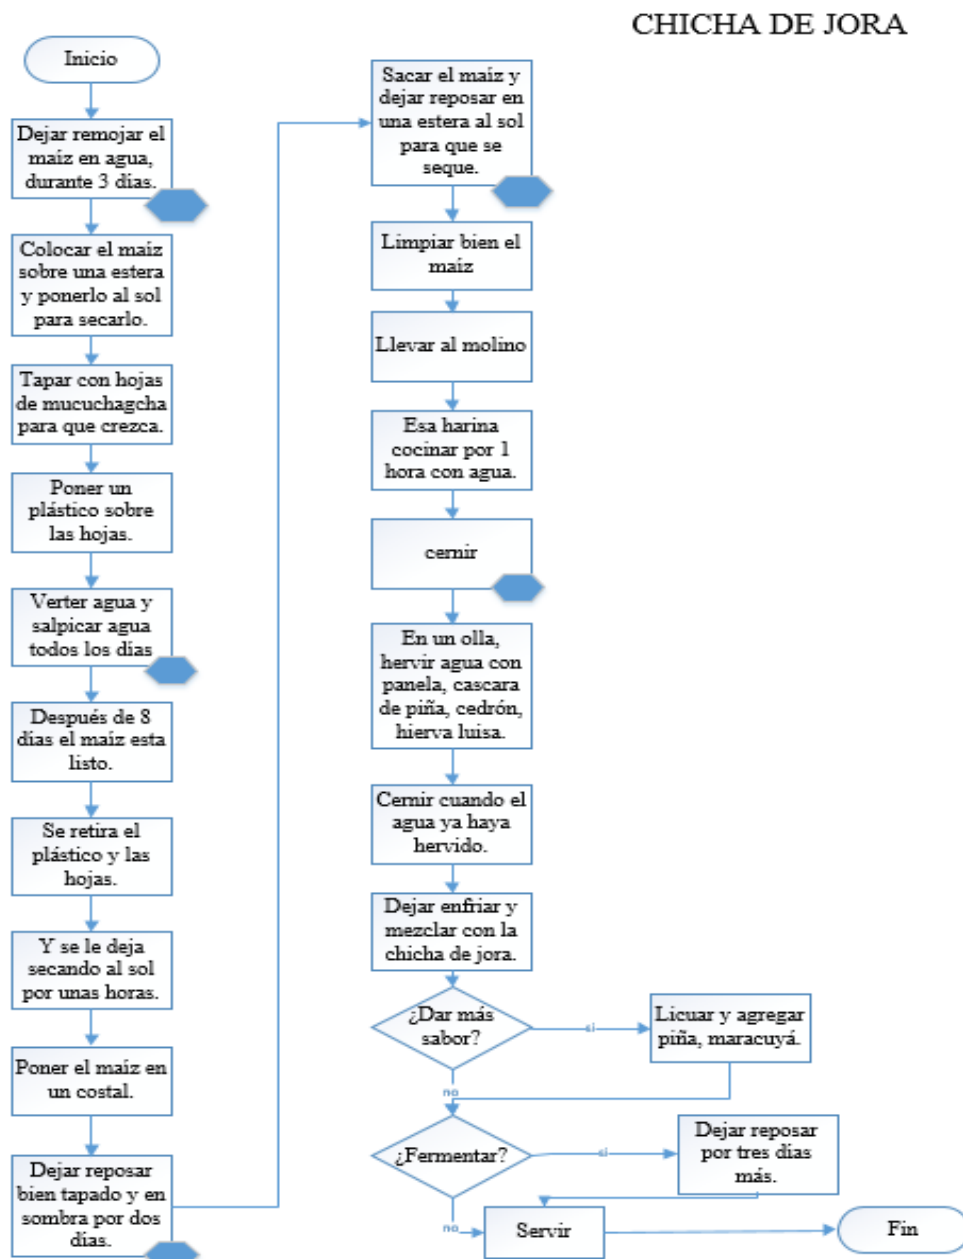 CHICHA DE JORA
Inicio
Dejar remojar el
maíz en agua,
durante 3 días.
Colocar el maíz
sobre una estera
y ponerlo al sol
para secarlo.
Tapar con hojas
de mucuchagcha
para que crezca.
Poner un
plástico sobre
las hojas.
Verter agua y
salpicar agua
todos los días
Después de 8
días el maíz esta
listo.
Se retira el
plástico y las
hojas.
Y se le deja
secando al sol
por unas horas.
Poner el maíz en
un costal.
Dejar reposar
bien tapado y en
sombra por dos
días.
Sacar el maíz y
dejar reposar en
una estera al sol
para que se
seque.
Limpiar bien el
maíz
Llevar al molino
Esa harina
cocinar por 1
hora con agua.
cernir
En un olla,
hervir agua con
panela, cascara
de piña, cedrón,
hierva luisa.
Cernir cuando el
agua ya haya
hervido.
Dejar enfriar y
mezclar con la
chicha de jora.
¿Dar más
sabor?
si
Licuar y agregar
piña, maracuyá.
no
¿Fermentar?
si
Dejar reposar
por tres días
más.
no
Servir
Fin